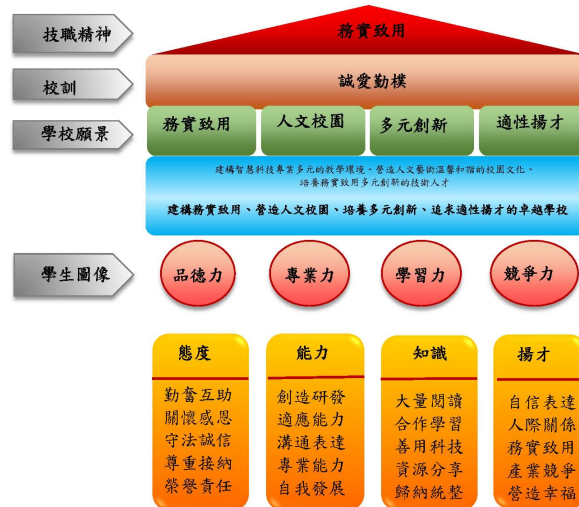 技職精神
務實致用
校訓
誠愛勤樸
學校願景
務實致用
人文校園
多元創新
適性揚才
建構智慧科技專業多元的教學環境、營造人文藝術溫馨和諧的校園文化、
培養務實致用多元創新的技術人才
建構務實致用、營造人文校園、培養多元創新、追求適性揚才的卓越學校
學生圖像
品德力
專業力
學習力
競爭力
態度
勤奮互助
關懷感恩
守法誠信
尊重接納
榮譽責任
能力
創造研發
適應能力
溝通表達
專業能力
自我發展
知識
大量閱讀
合作學習
善用科技
資源分享
歸納統整
揚才
自信表達
人際關係
務實致用
產業競爭
營造幸福